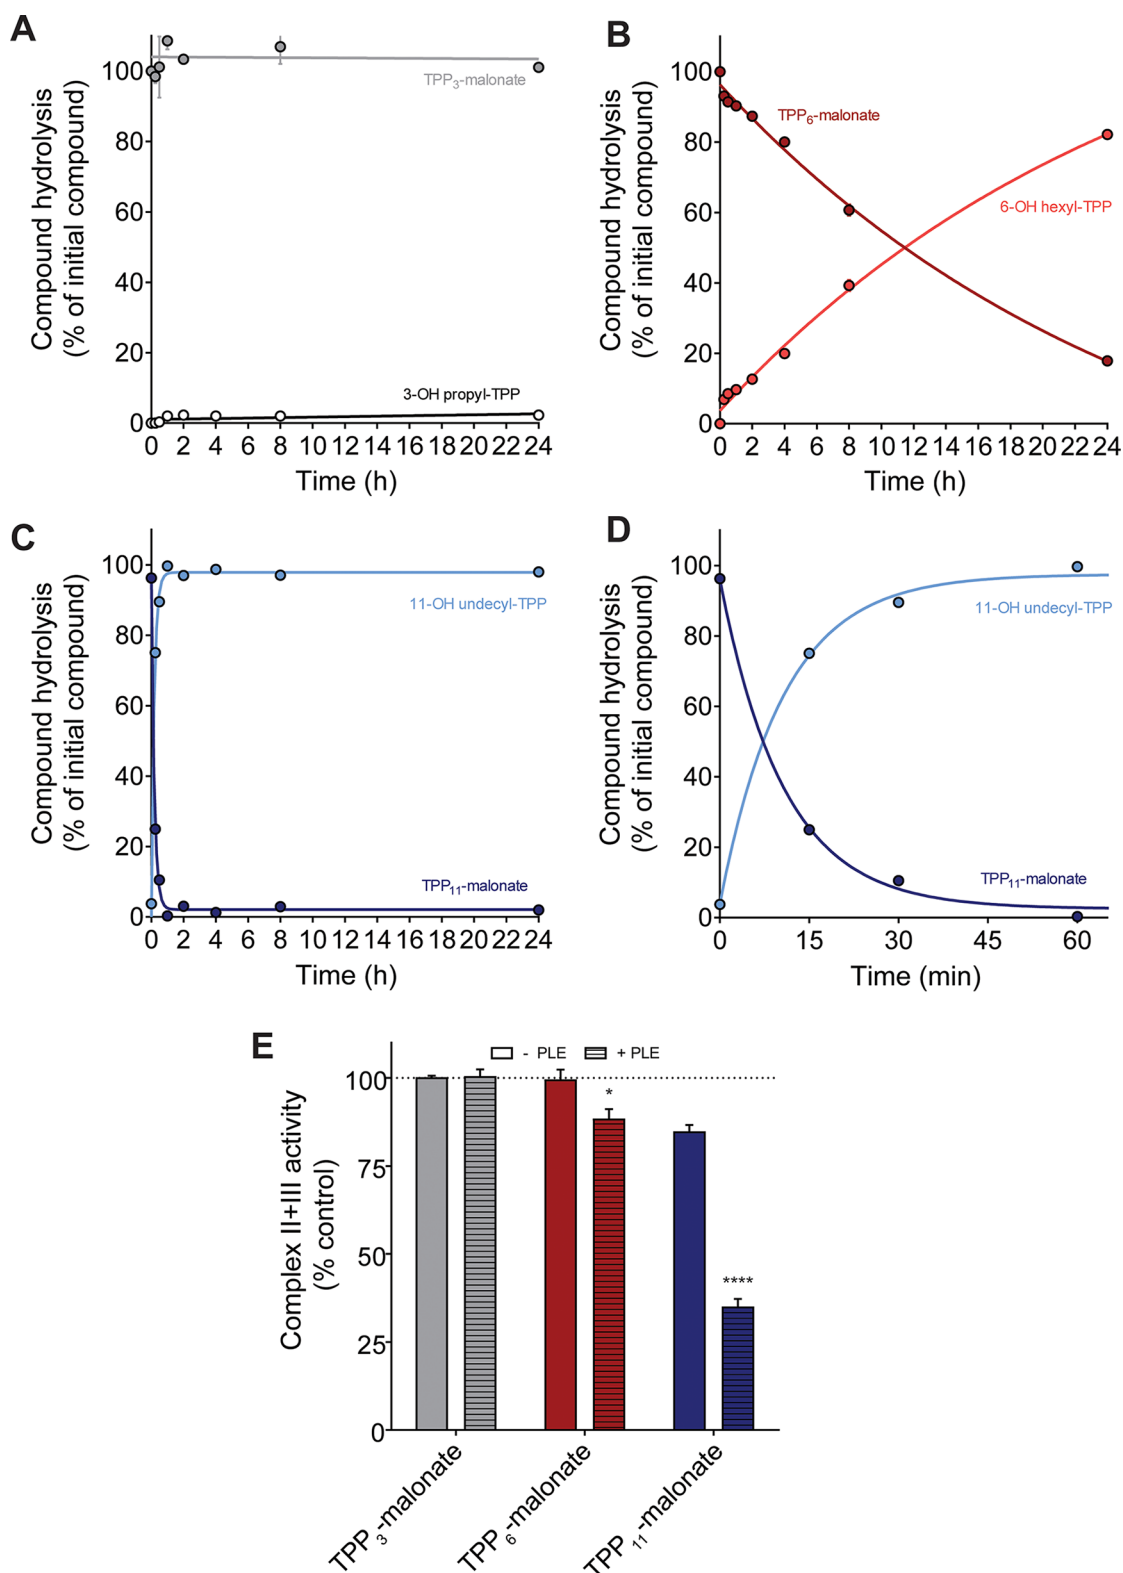 A
Compound hydrolysis
(% of initial compound)
100
80
60
40
20
0
TPP₃-malonate
3-OH propyl-TPP
0 2 4 6 8 10 12 14 16 18 20 22 24
Time (h)
B
Compound hydrolysis
(% of initial compound)
100
80
60
40
20
0
TPP₆-malonate
6-OH hexyl-TPP
0 2 4 6 8 10 12 14 16 18 20 22 24
Time (h)
C
Compound hydrolysis
(% of initial compound)
100
80
60
40
20
0
11-OH undecyl-TPP
TPP₁₁-malonate
0 2 4 6 8 10 12 14 16 18 20 22 24
Time (h)
D
Compound hydrolysis
(% of initial compound)
100
80
60
40
20
0
11-OH undecyl-TPP
TPP₁₁-malonate
0 15 30 45 60
Time (min)
E
Complex II+III activity
(% control)
- PLE + PLE
100
75
50
25
0
*
****
TPP₃-malonate
TPP₆-malonate
TPP₁₁-malonate